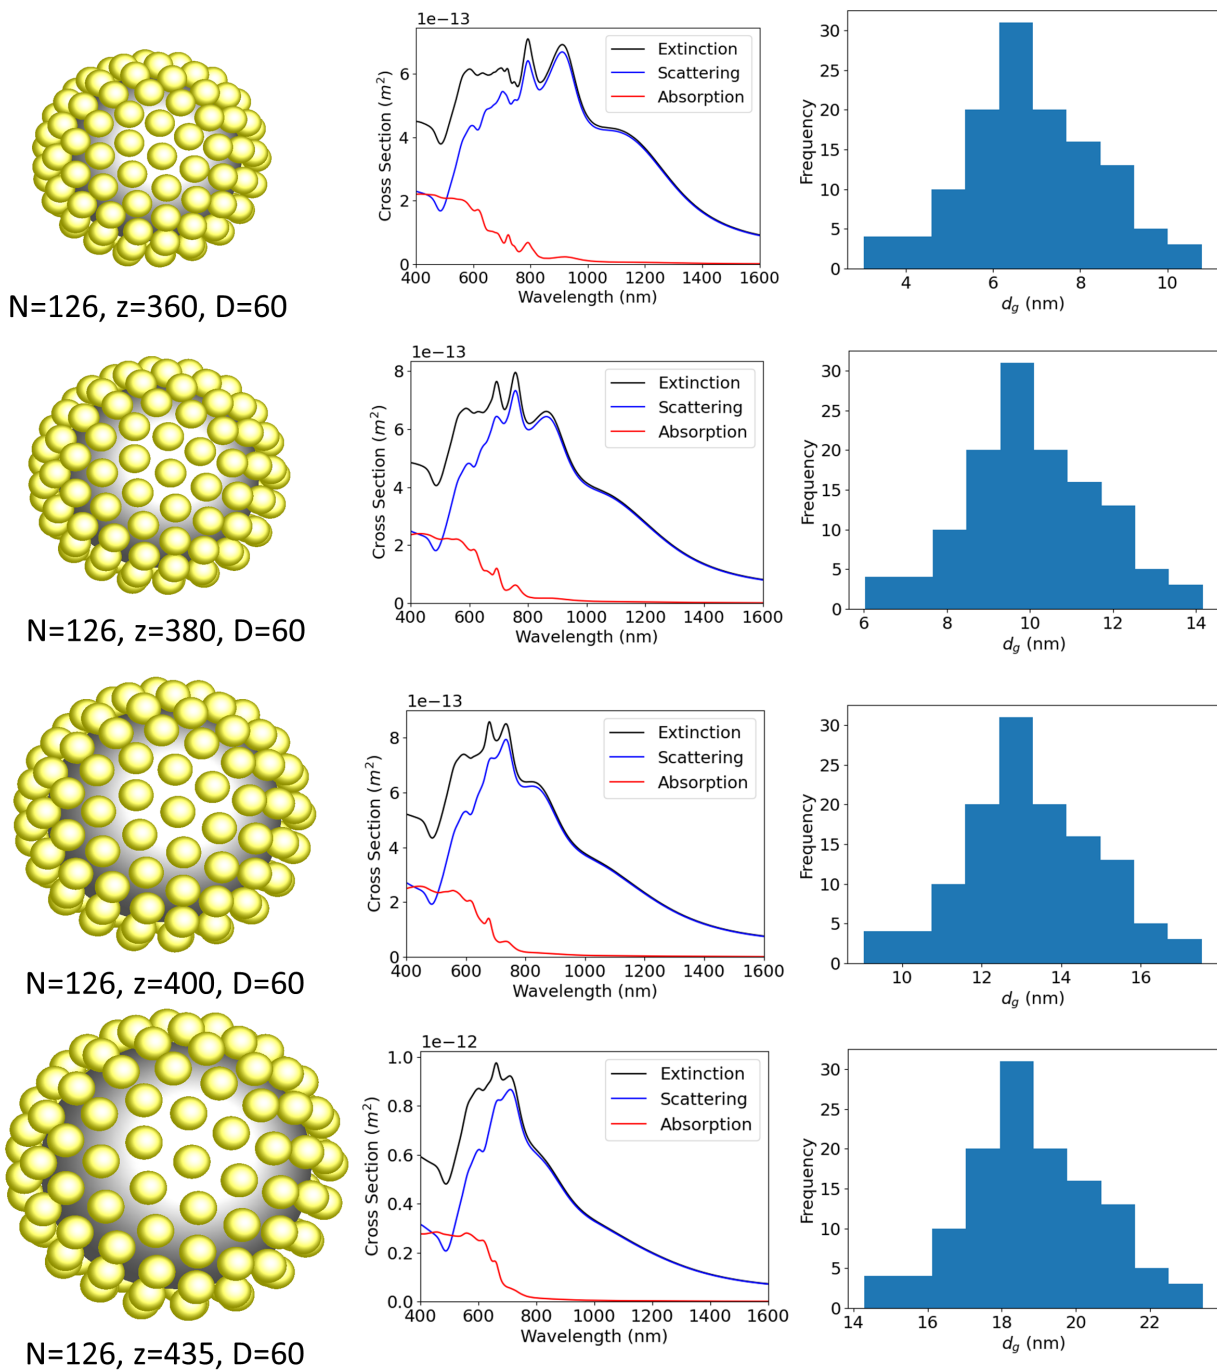 1e−13
Extinction
Scattering
Absorption
Cross Section (m²)
0
2
4
6
400 600 800 1000 1200 1400 1600
Wavelength (nm)
Frequency
0
5
10
15
20
25
30
4 6 8 10
d_g (nm)
N=126, z=360, D=60
1e−13
Extinction
Scattering
Absorption
Cross Section (m²)
0
2
4
6
8
400 600 800 1000 1200 1400 1600
Wavelength (nm)
Frequency
0
5
10
15
20
25
30
6 8 10 12 14
d_g (nm)
N=126, z=380, D=60
1e−13
Extinction
Scattering
Absorption
Cross Section (m²)
0
2
4
6
8
400 600 800 1000 1200 1400 1600
Wavelength (nm)
Frequency
0
5
10
15
20
25
30
10 12 14 16
d_g (nm)
N=126, z=400, D=60
1e−12
Extinction
Scattering
Absorption
Cross Section (m²)
0.0
0.2
0.4
0.6
0.8
1.0
400 600 800 1000 1200 1400 1600
Wavelength (nm)
Frequency
0
5
10
15
20
25
30
14 16 18 20 22
d_g (nm)
N=126, z=435, D=60